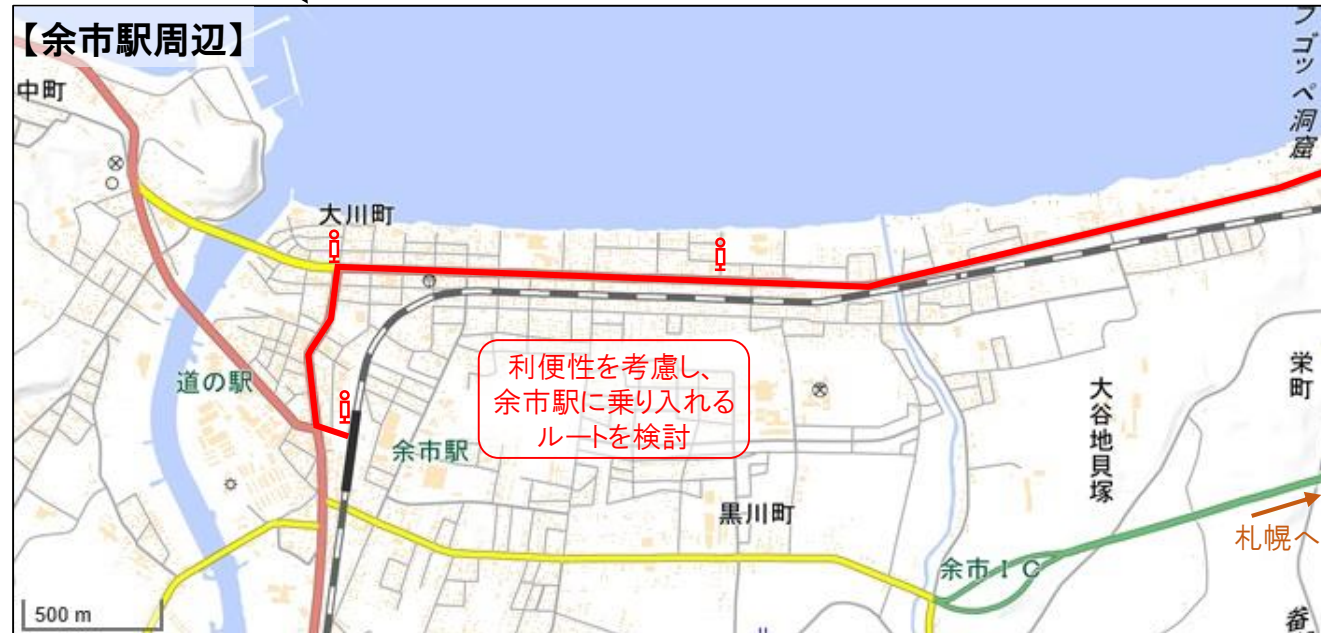 【余市駅周辺】
フゴッペ洞窟
中町
大川町
利便性を考慮し、
余市駅に乗り入れる
ルートを検討
道の駅
余市駅
栄町
大谷地貝塚
黒川町
札幌へ
余市IC
500 m